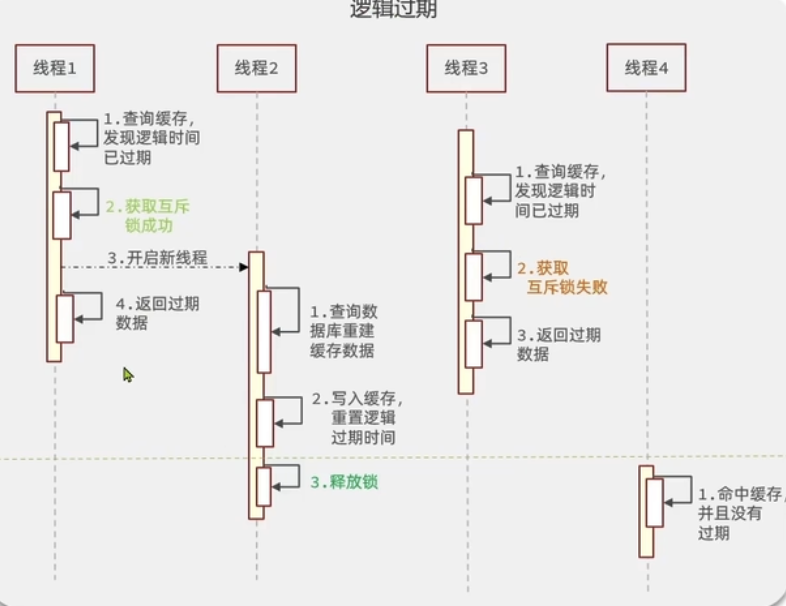 逻辑过期
线程1
线程2
线程3
线程4
1.查询缓存,
发现逻辑时间
已过期
2.获取互斥
锁成功
3.开启新线程
4.返回过期
数据
1.查询数
据库重建
缓存数据
2.写入缓存,
重置逻辑
过期时间
3.释放锁
1.查询缓存,
发现逻辑时
间已过期
2.获取
互斥锁失败
3.返回过期
数据
1.命中缓存,
并且没有
过期